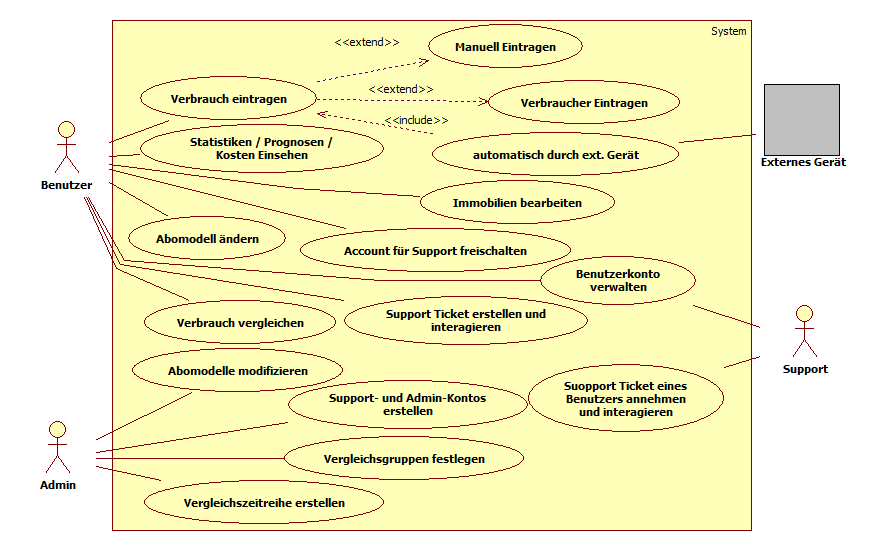 System
<<extend>>
Manuell Eintragen
Verbrauch eintragen
<<extend>>
Verbraucher Eintragen
<<include>>
Statistiken / Prognosen /
Kosten Einsehen
automatisch durch ext. Gerät
Externes Gerät
Benutzer
Immobilien bearbeiten
Abomodell ändern
Account für Support freischalten
Benutzerkonto
verwalten
Verbrauch vergleichen
Support Ticket erstellen und
interagieren
Support
Abomodelle modifizieren
Support- und Admin-Kontos
erstellen
Suopport Ticket eines
Benutzers annehmen
und interagieren
Vergleichsgruppen festlegen
Admin
Vergleichszeitreihe erstellen